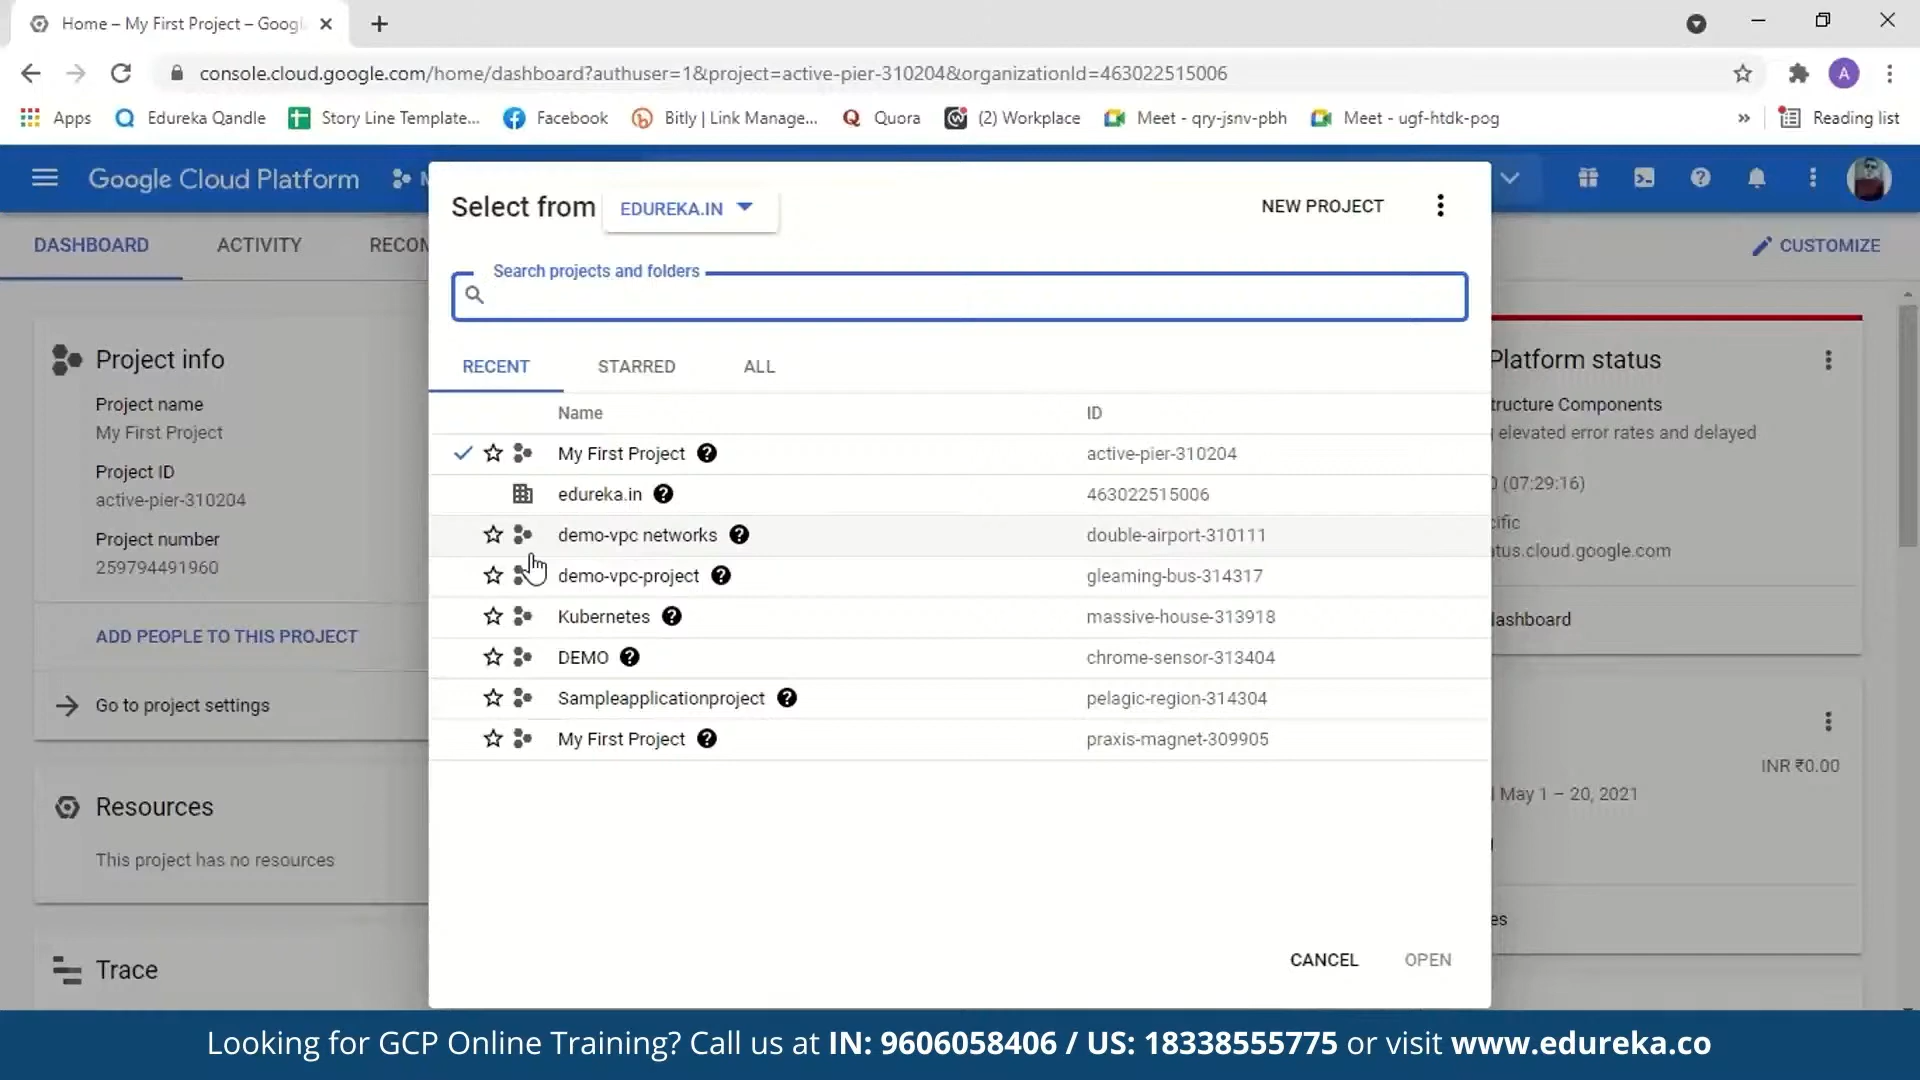 Home – My First Project – Googl
console.cloud.google.com/home/dashboard?authuser=1&project=active-pier-310204&organizationId=463022515006
A
Apps
Edureka Qandle
Story Line Template...
Facebook
Bitly | Link Manage...
Quora
(2) Workplace
Meet - qry-jsnv-pbh
Meet - ugf-htdk-pog
»
Reading list
Google Cloud Platform
Select from
EDUREKA.IN
NEW PROJECT
DASHBOARD
ACTIVITY
RECOM
CUSTOMIZE
Search projects and folders
RECENT
STARRED
ALL
Name
ID
My First Project
active-pier-310204
edureka.in
463022515006
demo-vpc networks
double-airport-310111
demo-vpc-project
gleaming-bus-314317
Kubernetes
massive-house-313918
DEMO
chrome-sensor-313404
Sampleapplicationproject
pelagic-region-314304
My First Project
praxis-magnet-309905
CANCEL
OPEN
Project info
Project name
My First Project
Project ID
active-pier-310204
Project number
259794491960
ADD PEOPLE TO THIS PROJECT
Go to project settings
Resources
This project has no resources
Trace
Platform status
tructure Components
elevated error rates and delayed
(07:29:16)
cific
atus.cloud.google.com
dashboard
INR ₹0.00
May 1 – 20, 2021
es
Looking for GCP Online Training? Call us at IN: 9606058406 / US: 18338555775 or visit www.edureka.co